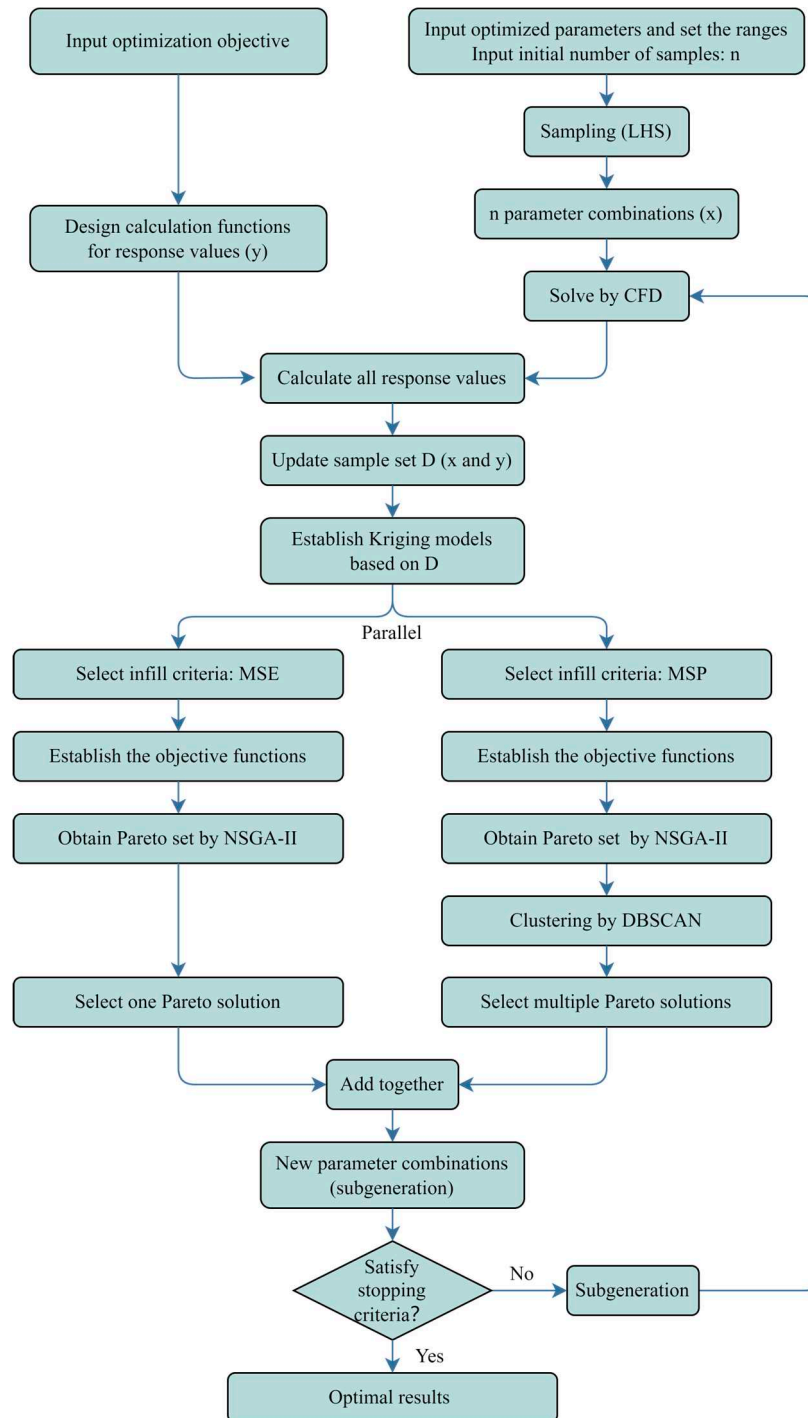 Input optimization objective
Input optimized parameters and set the ranges
Input initial number of samples: n
Sampling (LHS)
n parameter combinations (x)
Design calculation functions
for response values (y)
Solve by CFD
Calculate all response values
Update sample set D (x and y)
Establish Kriging models
based on D
Parallel
Select infill criteria: MSE
Select infill criteria: MSP
Establish the objective functions
Establish the objective functions
Obtain Pareto set by NSGA-II
Obtain Pareto set by NSGA-II
Clustering by DBSCAN
Select one Pareto solution
Select multiple Pareto solutions
Add together
New parameter combinations
(subgeneration)
Satisfy
stopping
criteria?
No
Subgeneration
Yes
Optimal results